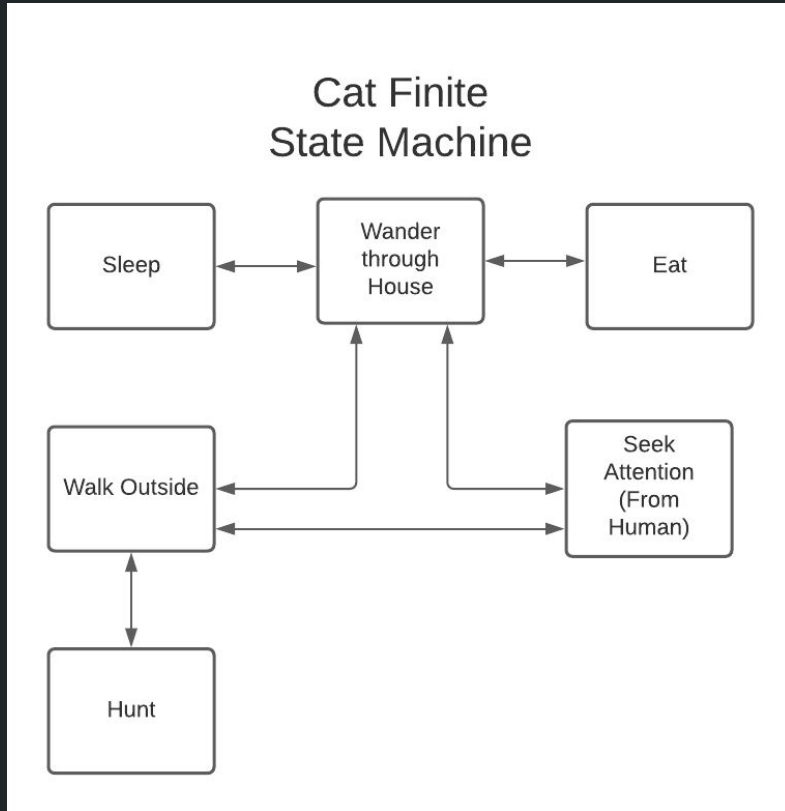 Cat Finite
State Machine
Sleep
Wander
through
House
Eat
Walk Outside
Seek
Attention
(From
Human)
Hunt